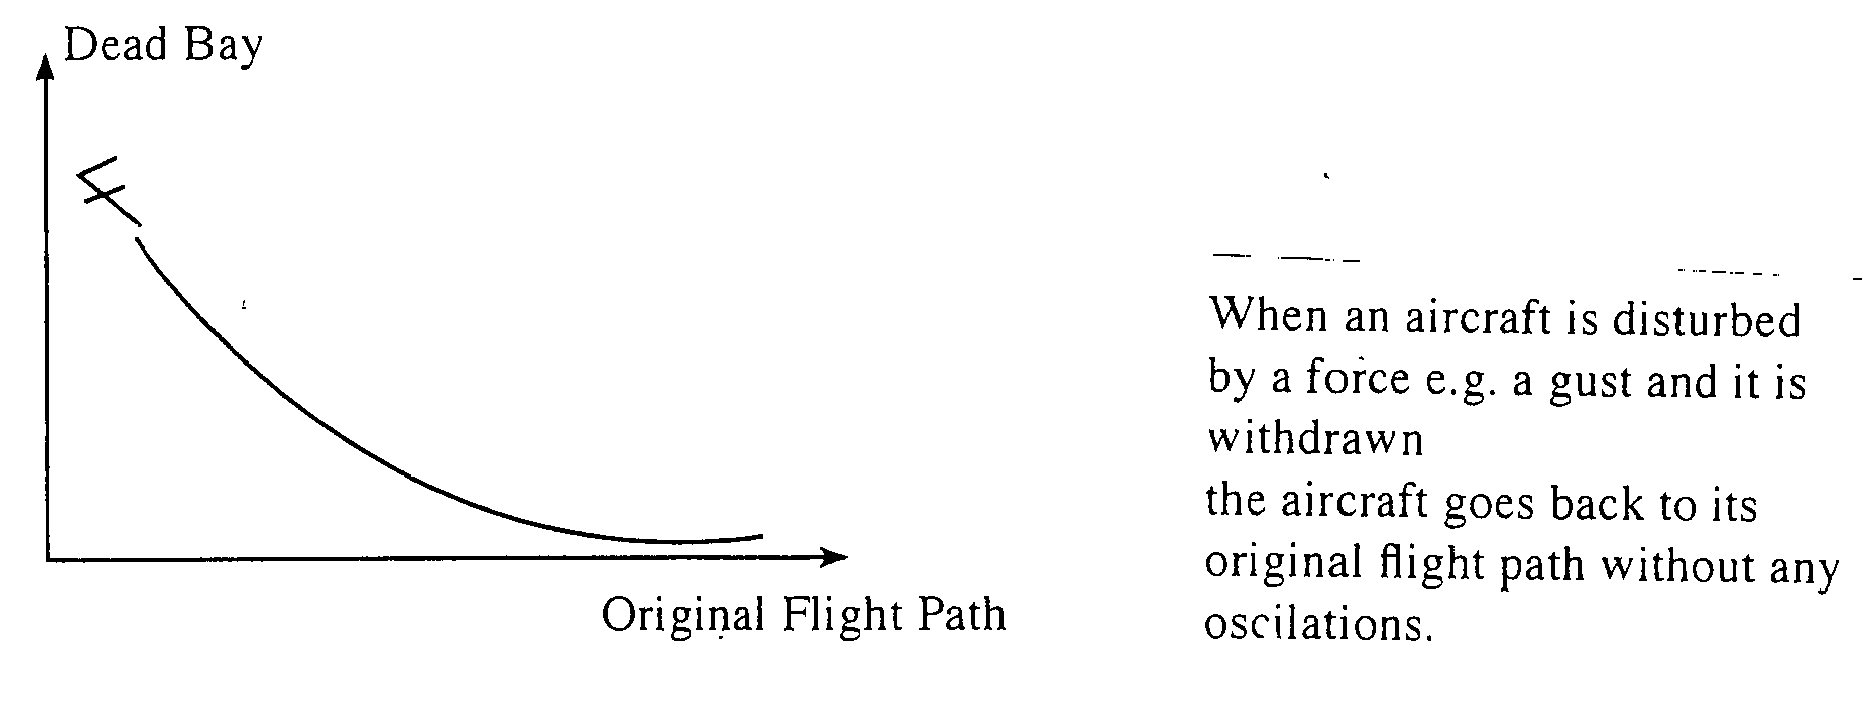 Dead Bay
Original Flight Path
When an aircraft is disturbed
by a force e.g. a gust and it is
withdrawn
the aircraft goes back to its
original flight path without any
oscilations.